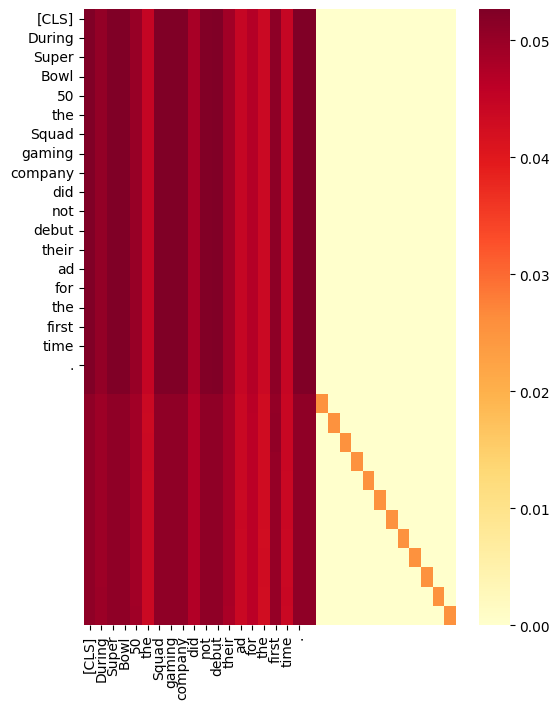 [CLS]
During
Super
Bowl
50
the
Squad
gaming
company
did
not
debut
their
ad
for
the
first
time
.
0.05
0.04
0.03
0.02
0.01
0.00
[CLS]
During
Super
Bowl
50
the
Squad
gaming
company
did
not
debut
their
ad
for
the
first
time
.